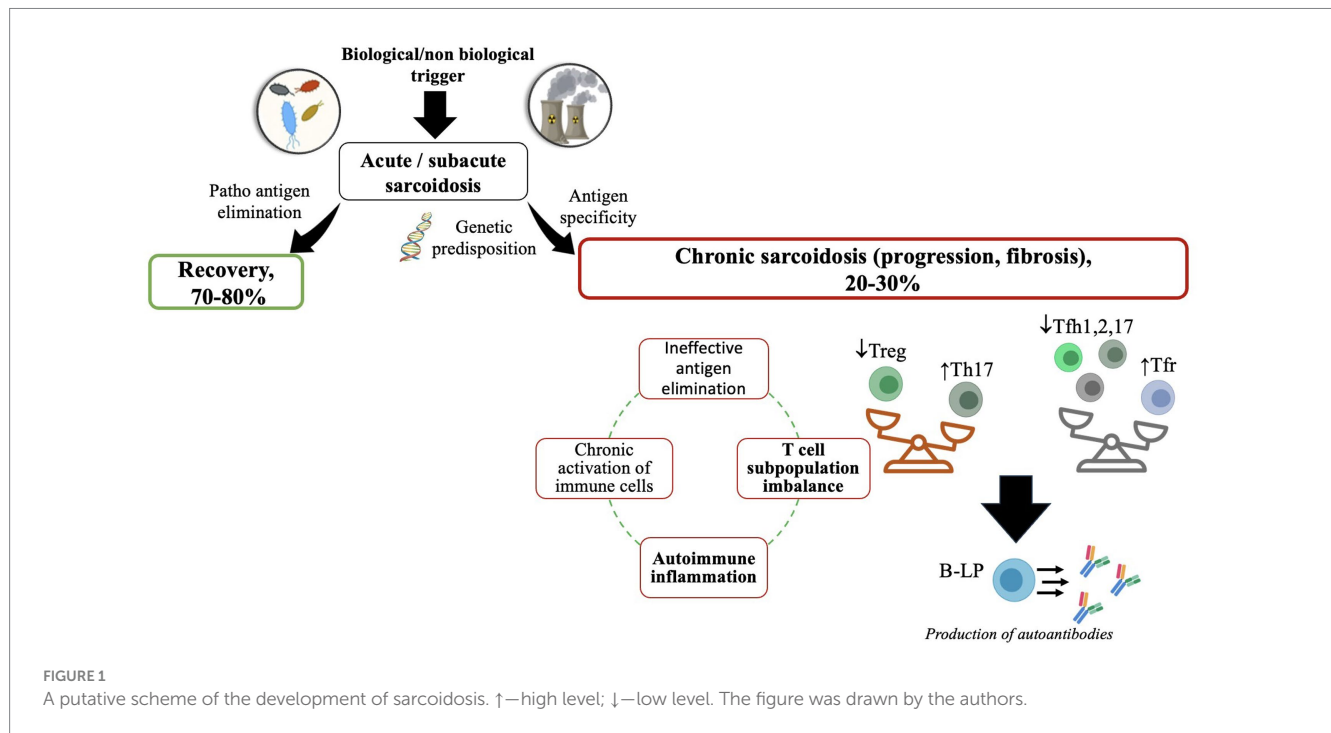 Biological/non biological
trigger
Acute / subacute
sarcoidosis
Patho antigen
elimination
Genetic
predisposition
Antigen
specificity
Recovery,
70-80%
Chronic sarcoidosis (progression, fibrosis),
20-30%
Ineffective
antigen
elimination
Chronic
activation of
immune cells
T cell
subpopulation
imbalance
Autoimmune
inflammation
↓Treg
↑Th17
↓Tfh1,2,17
↑Tfr
B-LP
Production of autoantibodies
FIGURE 1
A putative scheme of the development of sarcoidosis. ↑—high level; ↓—low level. The figure was drawn by the authors.